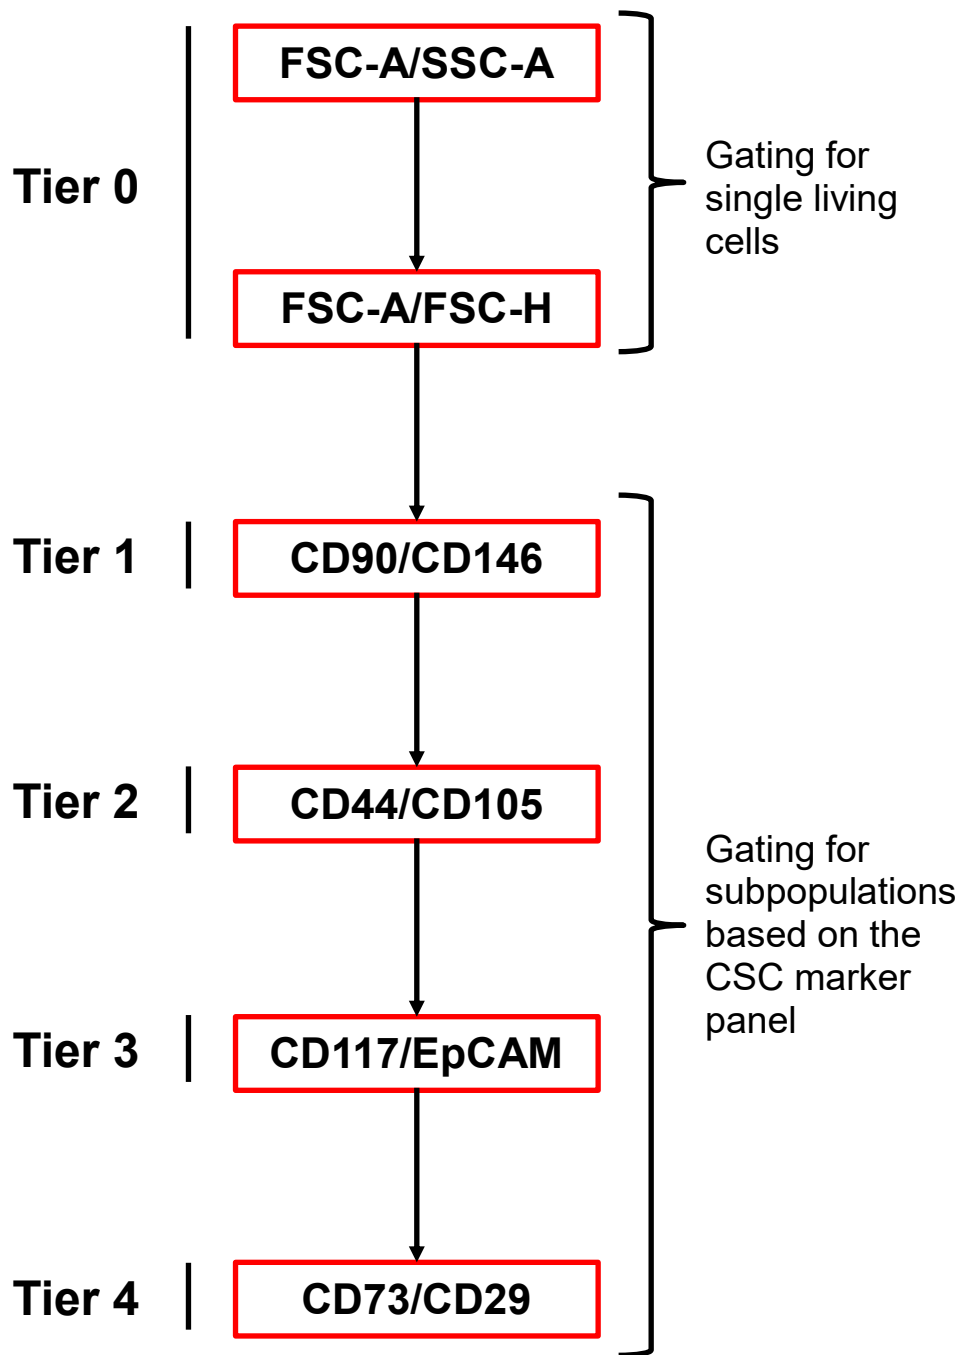 FSC-A/SSC-A
Tier 0
Gating for
single living
cells
FSC-A/FSC-H
Tier 1
CD90/CD146
Tier 2
CD44/CD105
Gating for
subpopulations
based on the
CSC marker
panel
Tier 3
CD117/EpCAM
Tier 4
CD73/CD29